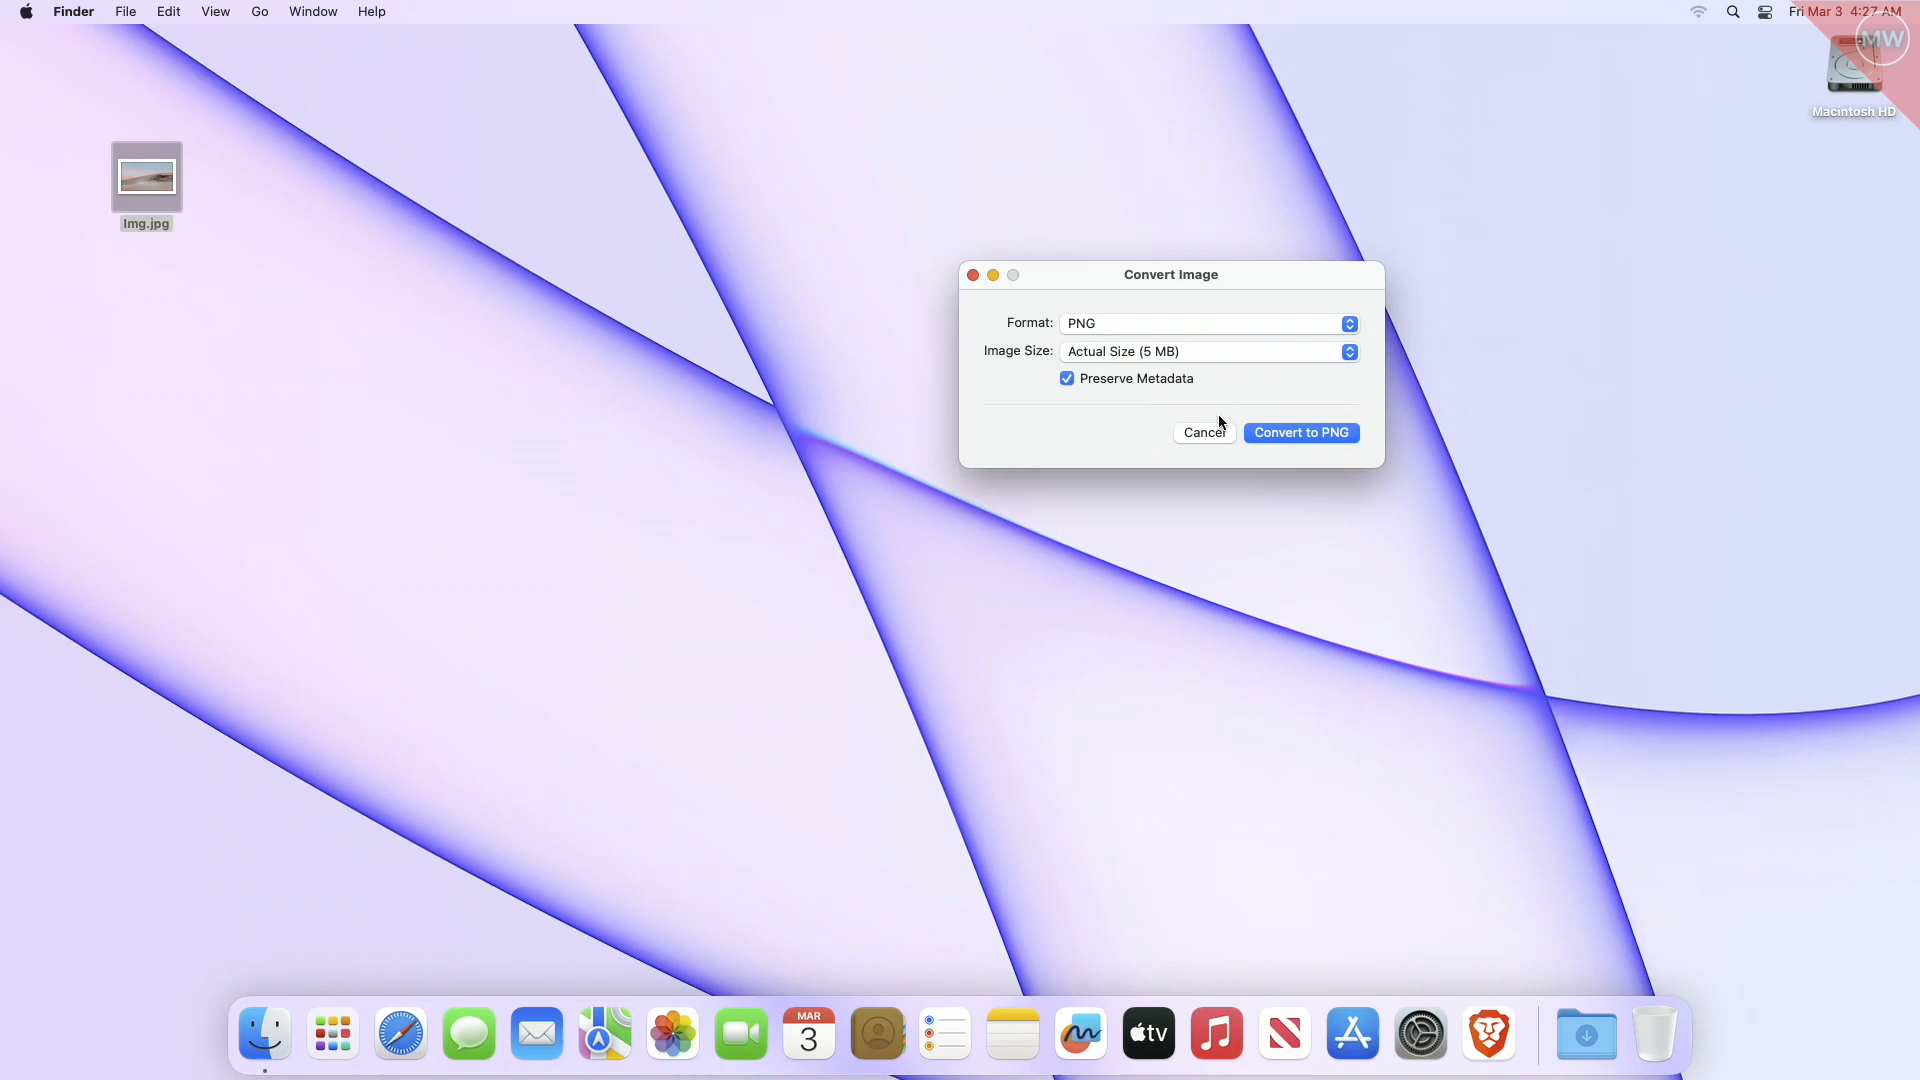 Finder File Edit View Go Window Help Fri Mar 3 4:27 AM
MW
Macintosh HD
Img.jpg
Convert Image
Format: PNG
Image Size: Actual Size (5 MB)
Preserve Metadata
Cancel Convert to PNG
MAR
3
tv